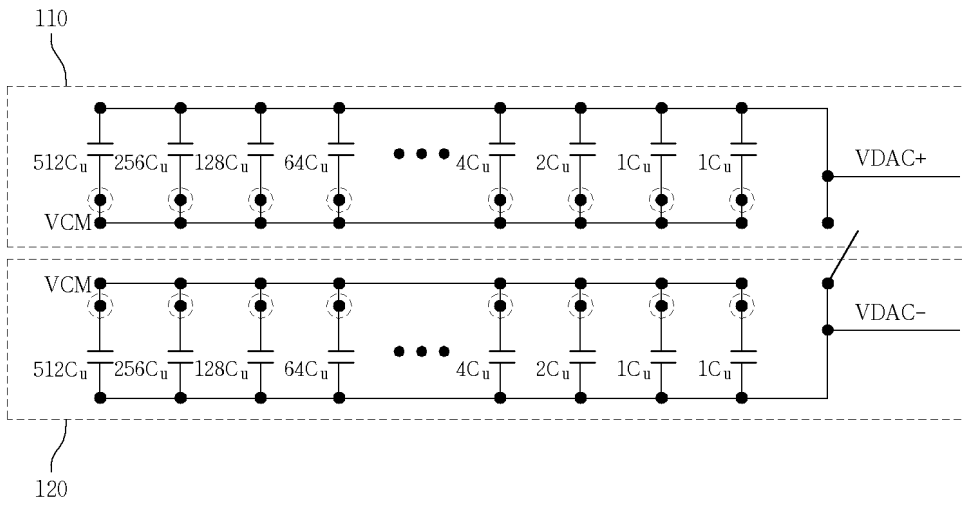 110
512Cu 256Cu 128Cu 64Cu 4Cu 2Cu 1Cu 1Cu VDAC+
VCM
VCM
VDAC-
512Cu 256Cu 128Cu 64Cu 4Cu 2Cu 1Cu 1Cu
120